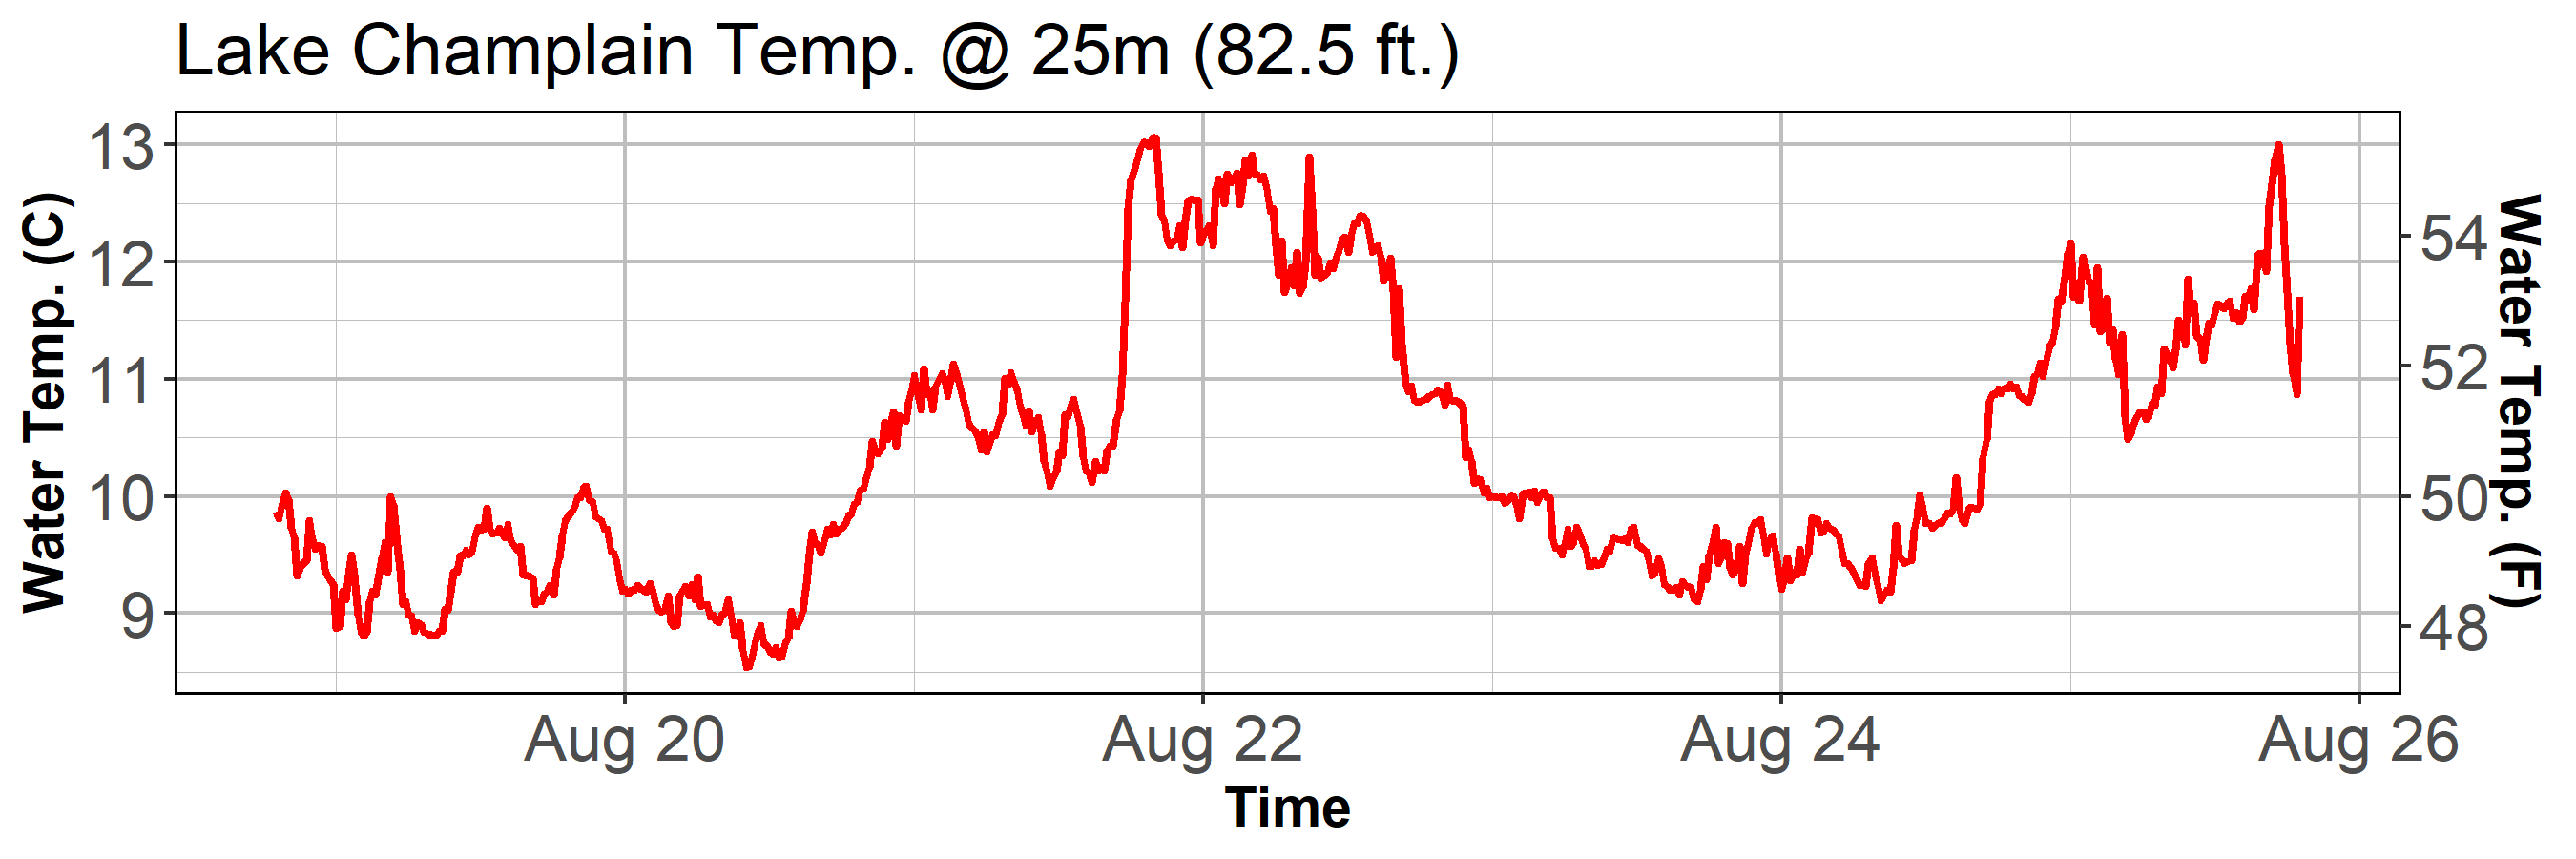 Lake Champlain Temp. @ 25m (82.5 ft.)
Water Temp. (C)
13
12
11
10
9
54
52
50
48
Water Temp. (F)
Aug 20
Aug 22
Aug 24
Aug 26
Time